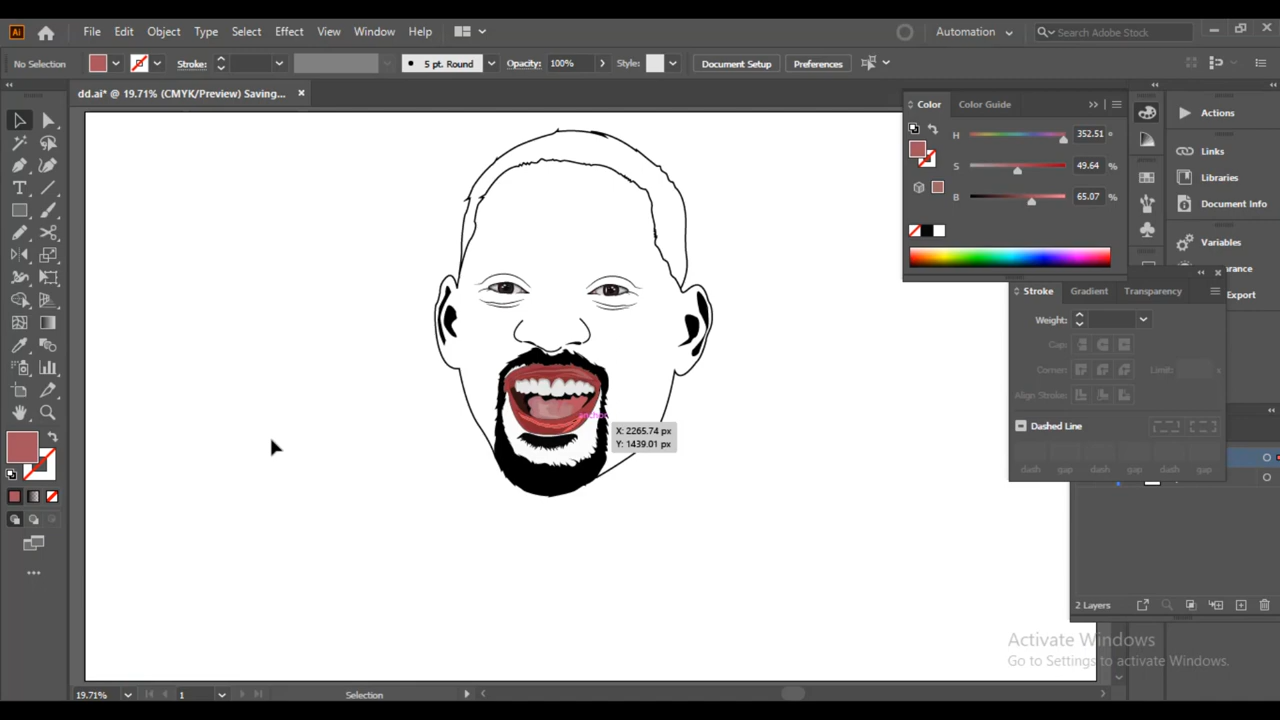 Ai File Edit Object Type Select Effect View Window Help Automation Search Adobe Stock
No Selection Stroke: 5 pt. Round Opacity: 100% Style: Document Setup Preferences
dd.ai* @ 19.71% (CMYK/Preview) Saving...
Color Color Guide
H 352.51 °
S 49.64 %
B 65.07 %
Actions
Links
Libraries
Document Info
Variables
Export
Stroke Gradient Transparency
Weight:
Cap:
Corner: Limit: x
Align Stroke:
Dashed Line
dash gap dash gap dash gap
X: 2265.74 px
Y: 1439.01 px
2 Layers
Activate Windows
Go to Settings to activate Windows.
19.71% 1 Selection